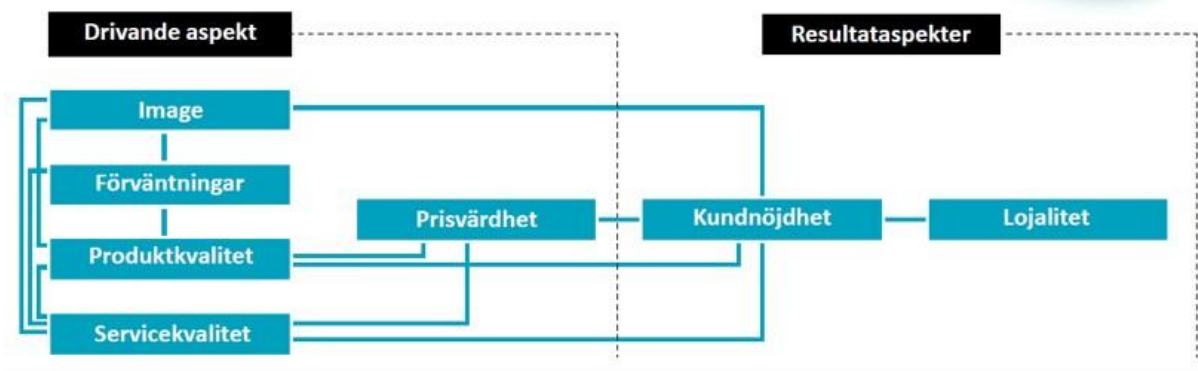 Drivande aspekt
Resultataspekter
Image
Förväntningar
Prisvärdhet
Kundnöjdhet
Lojalitet
Produktkvalitet
Servicekvalitet